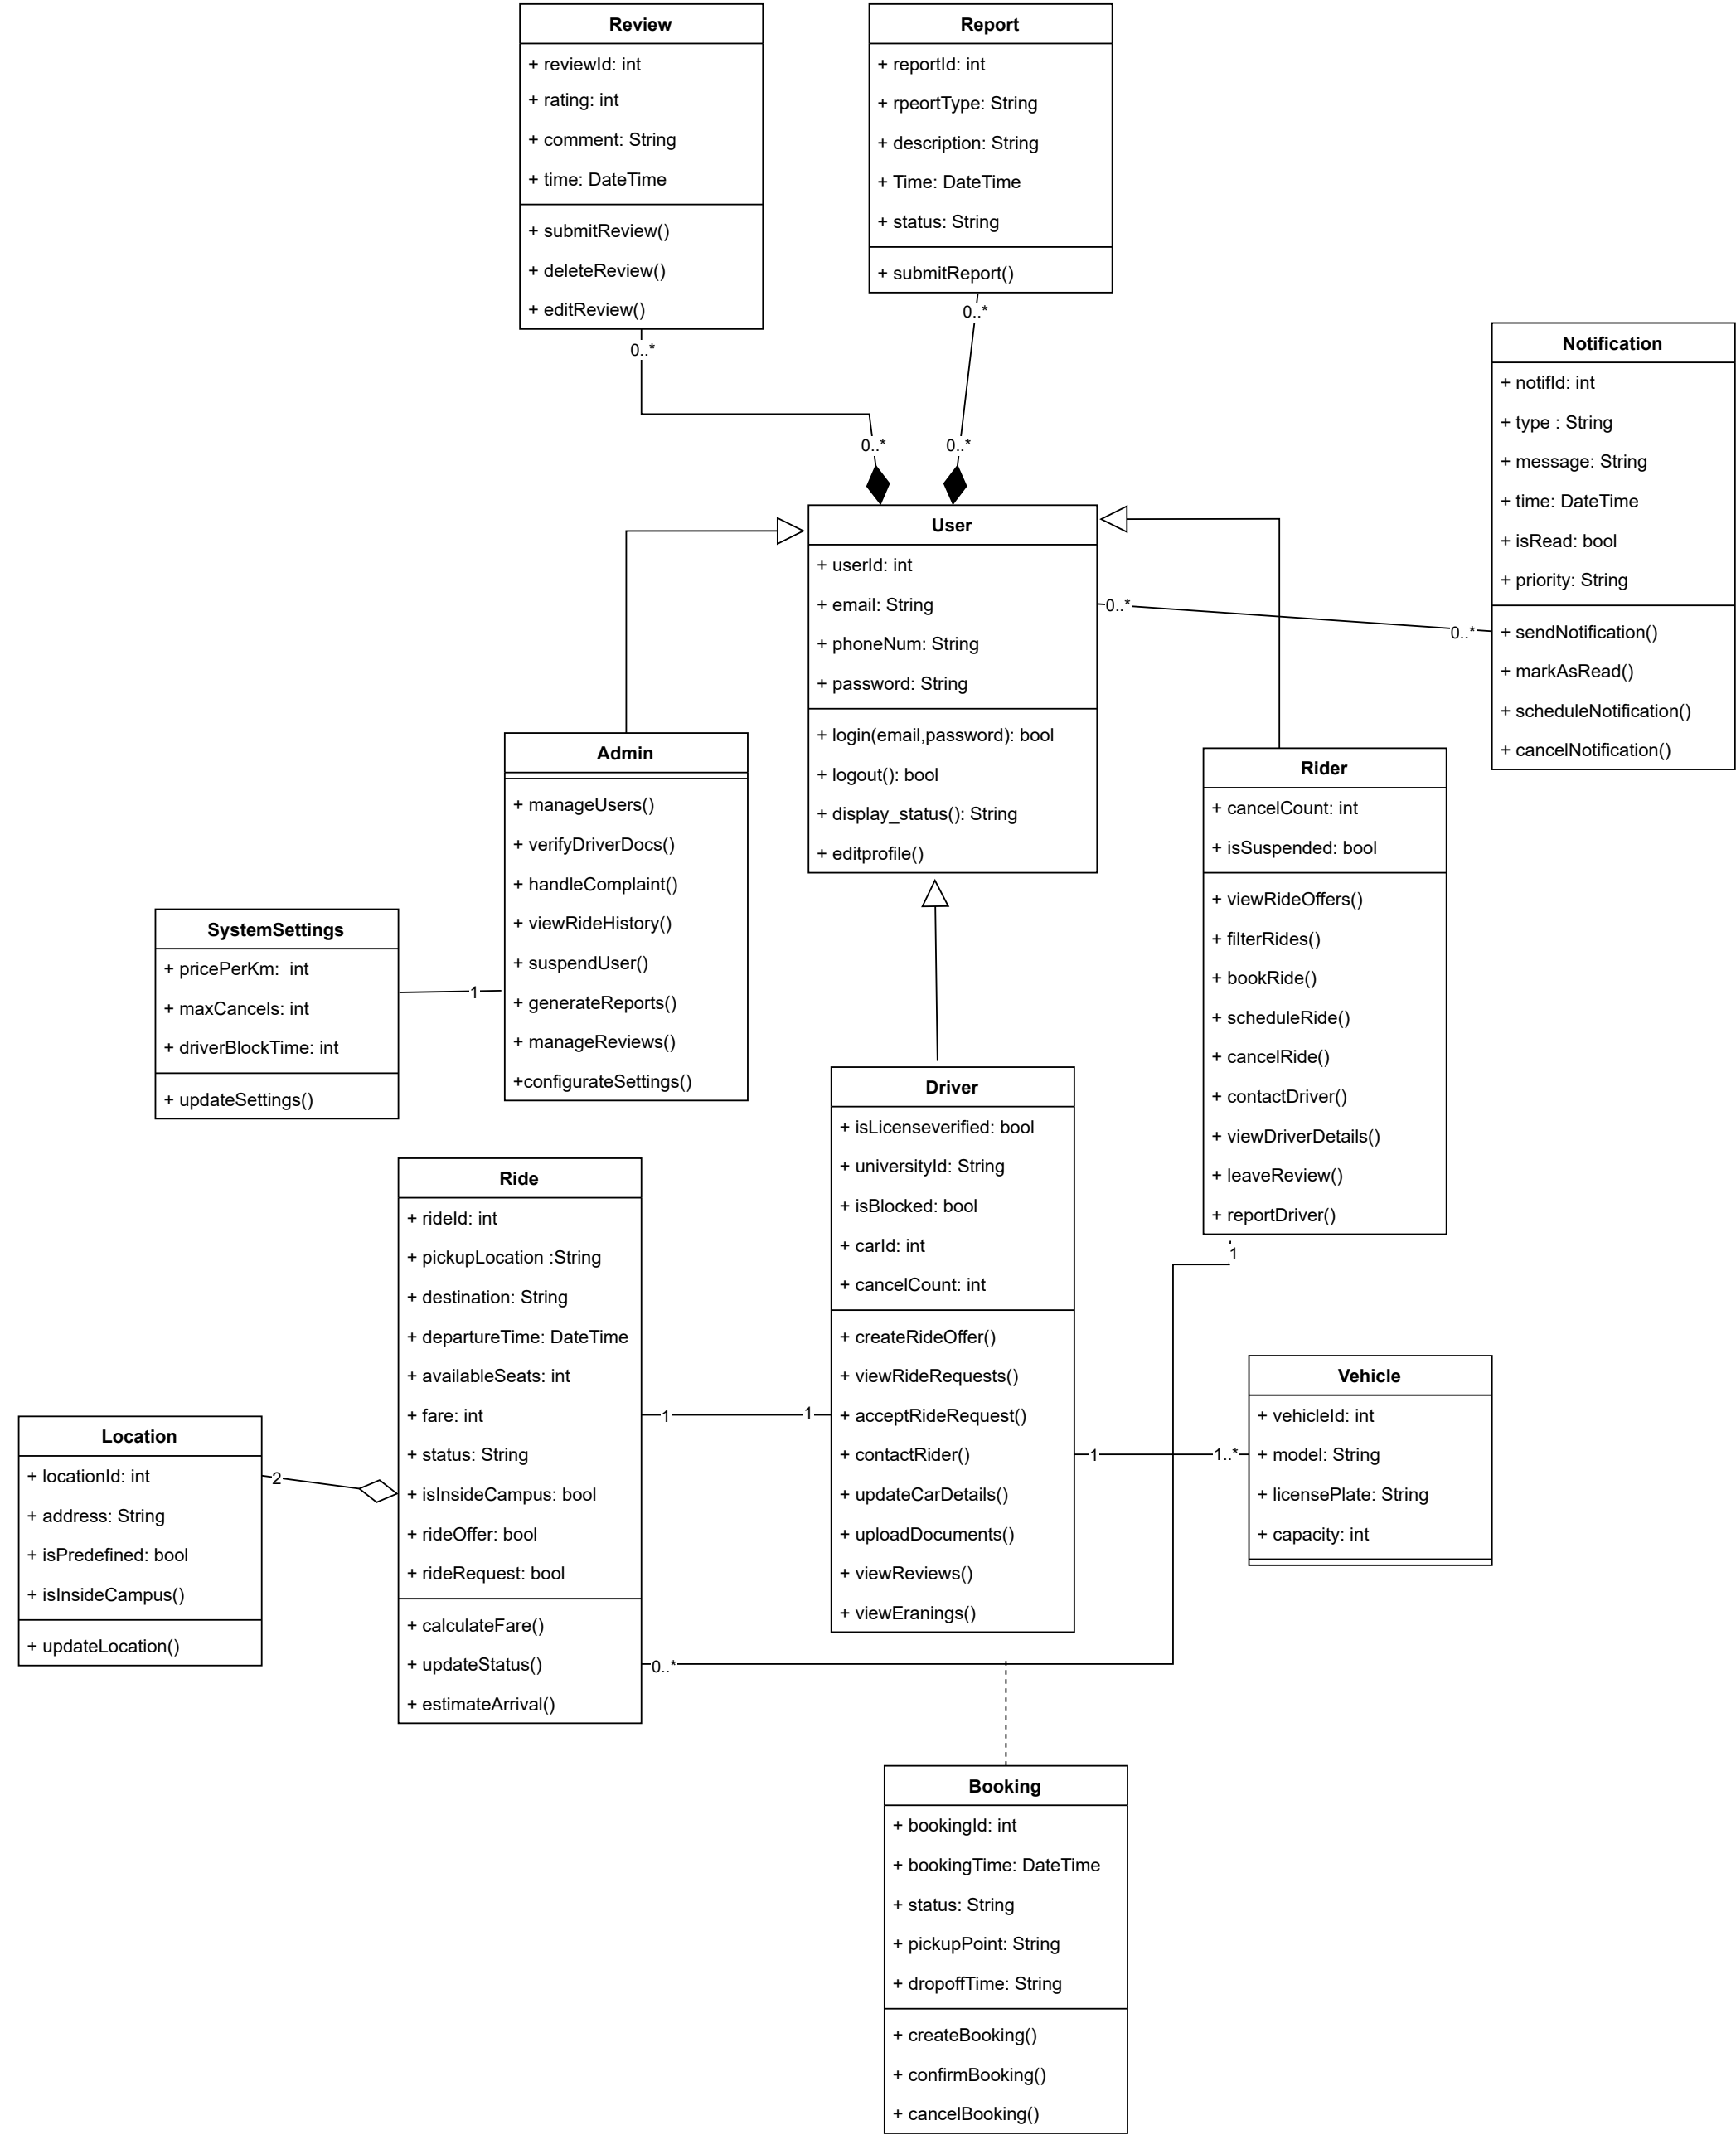 Review
+ reviewId: int
+ rating: int
+ comment: String
+ time: DateTime
+ submitReview()
+ deleteReview()
+ editReview()
0..*
Report
+ reportId: int
+ rpeortType: String
+ description: String
+ Time: DateTime
+ status: String
+ submitReport()
0..*
0..*
0..*
Notification
+ notifId: int
+ type : String
+ message: String
+ time: DateTime
+ isRead: bool
+ priority: String
+ sendNotification()
+ markAsRead()
+ scheduleNotification()
+ cancelNotification()
User
+ userId: int
+ email: String
+ phoneNum: String
+ password: String
+ login(email,password): bool
+ logout(): bool
+ display_status(): String
+ editprofile()
0..*
0..*
Admin
+ manageUsers()
+ verifyDriverDocs()
+ handleComplaint()
+ viewRideHistory()
+ suspendUser()
+ generateReports()
+ manageReviews()
+configurateSettings()
Rider
+ cancelCount: int
+ isSuspended: bool
+ viewRideOffers()
+ filterRides()
+ bookRide()
+ scheduleRide()
+ cancelRide()
+ contactDriver()
+ viewDriverDetails()
+ leaveReview()
+ reportDriver()
1
SystemSettings
+ pricePerKm:  int
+ maxCancels: int
+ driverBlockTime: int
+ updateSettings()
1
Driver
+ isLicenseverified: bool
+ universityId: String
+ isBlocked: bool
+ carId: int
+ cancelCount: int
+ createRideOffer()
+ viewRideRequests()
+ acceptRideRequest()
+ contactRider()
+ updateCarDetails()
+ uploadDocuments()
+ viewReviews()
+ viewEranings()
Ride
+ rideId: int
+ pickupLocation :String
+ destination: String
+ departureTime: DateTime
+ availableSeats: int
+ fare: int
+ status: String
+ isInsideCampus: bool
+ rideOffer: bool
+ rideRequest: bool
+ calculateFare()
+ updateStatus()
+ estimateArrival()
1
1
1
1..*
0..*
Vehicle
+ vehicleId: int
+ model: String
+ licensePlate: String
+ capacity: int
Location
+ locationId: int
+ address: String
+ isPredefined: bool
+ isInsideCampus()
+ updateLocation()
2
Booking
+ bookingId: int
+ bookingTime: DateTime
+ status: String
+ pickupPoint: String
+ dropoffTime: String
+ createBooking()
+ confirmBooking()
+ cancelBooking()